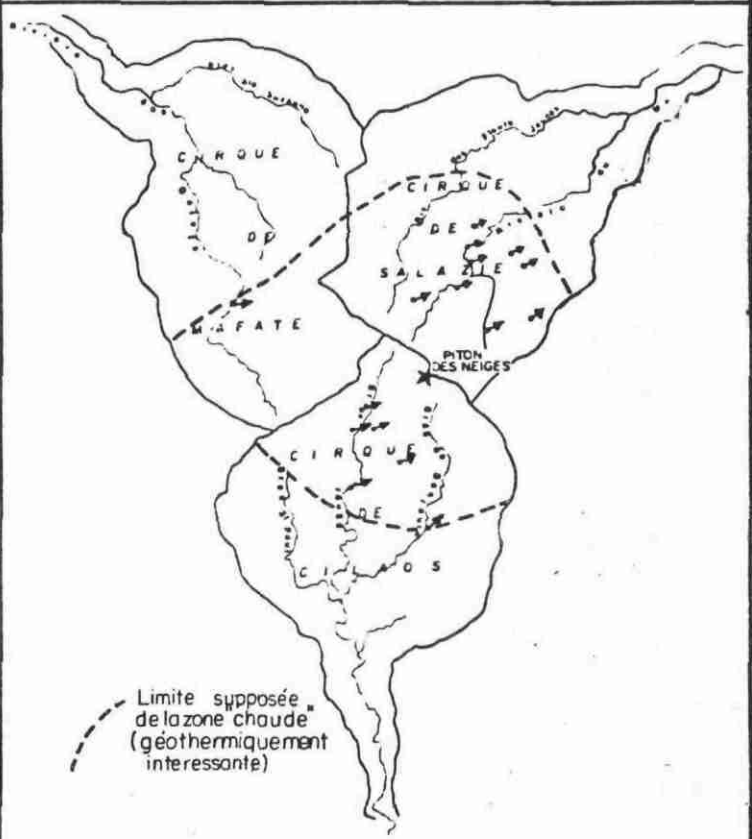 CIRQUE
DE
MAFATE
CIRQUE
DE
SALAZIE
PITON
DES NEIGES
CIRQUE
DE
CILAOS
Limite supposée
de la zone "chaude"
(géothermiquement
interessante)